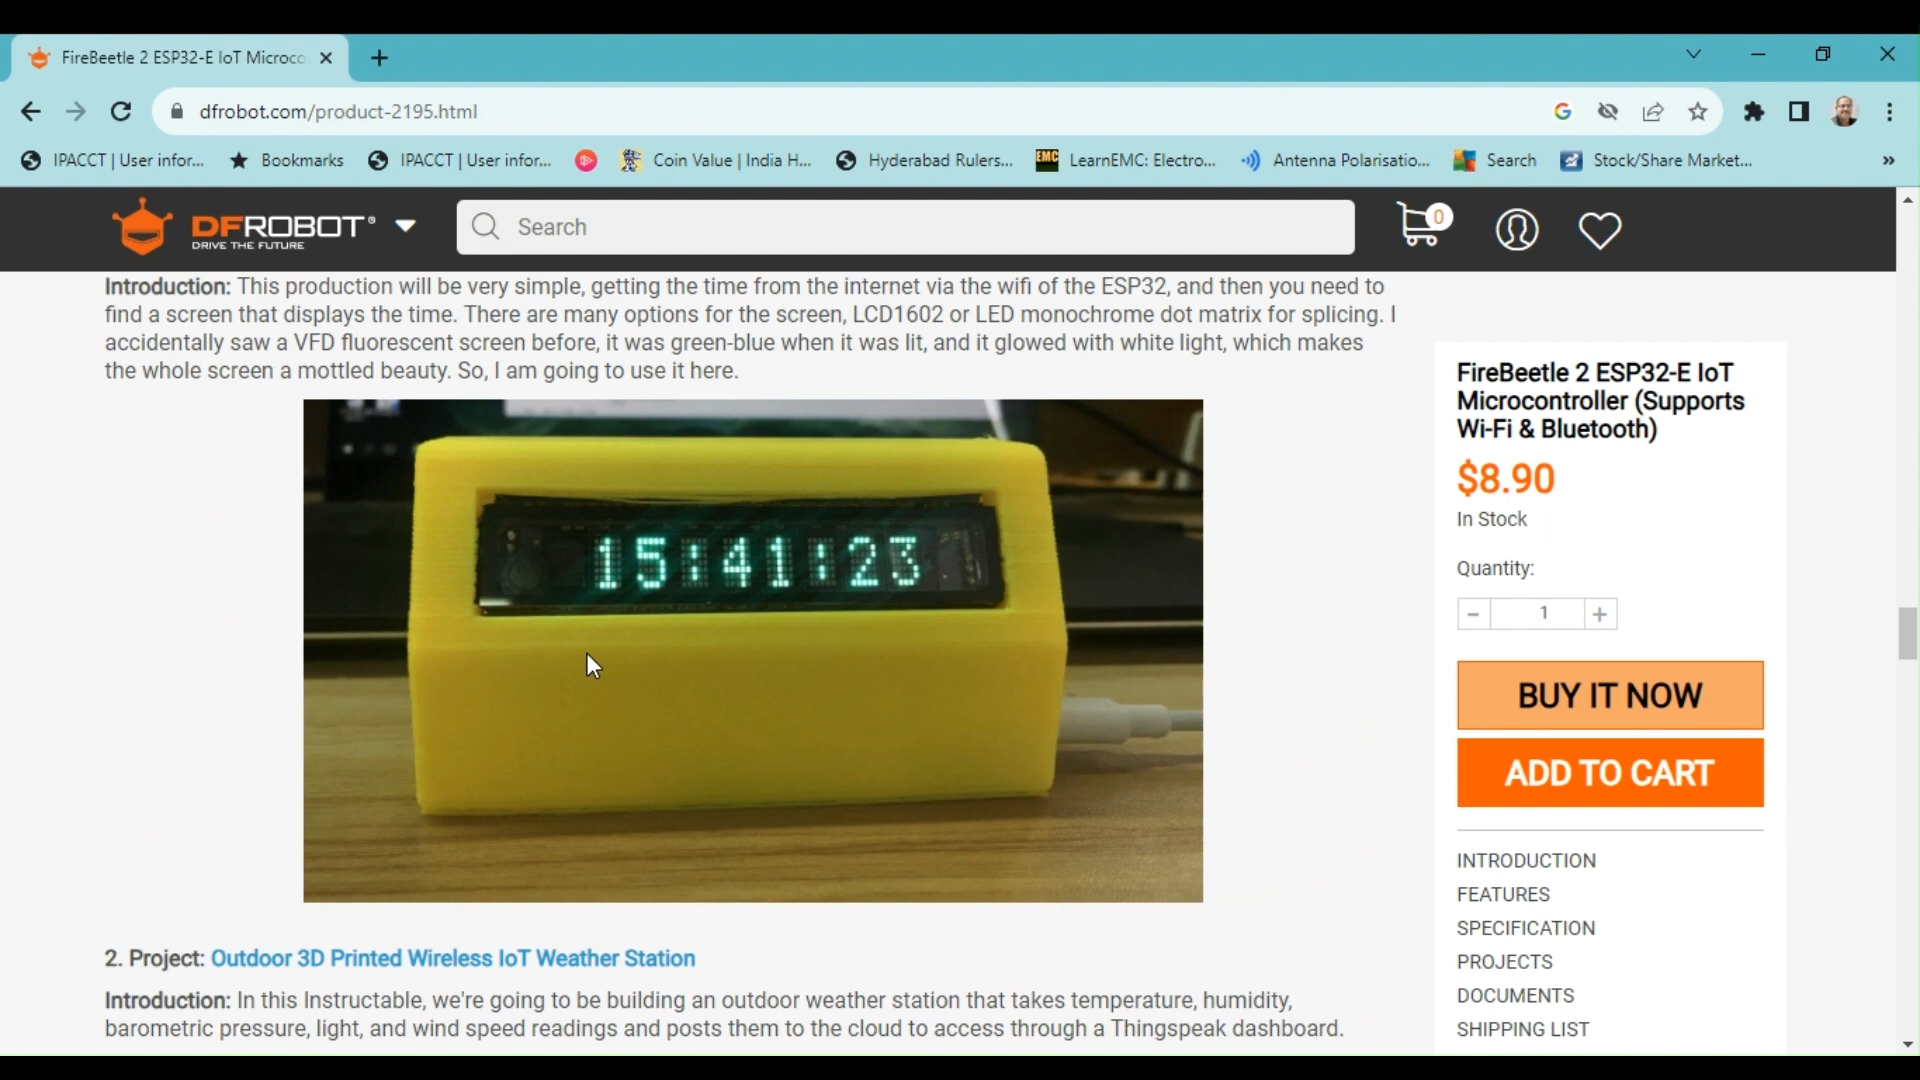 FireBeetle 2 ESP32-E IoT Microco
dfrobot.com/product-2195.html
IPACCT | User infor...
Bookmarks
IPACCT | User infor...
Coin Value | India H...
Hyderabad Rulers...
EMC
LearnEMC: Electro...
Antenna Polarisatio...
Search
Stock/Share Market...
»
DFROBOT®
DRIVE THE FUTURE
Search
0
Introduction: This production will be very simple, getting the time from the internet via the wifi of the ESP32, and then you need to
find a screen that displays the time. There are many options for the screen, LCD1602 or LED monochrome dot matrix for splicing. I
accidentally saw a VFD fluorescent screen before, it was green-blue when it was lit, and it glowed with white light, which makes
the whole screen a mottled beauty. So, I am going to use it here.
15:41:23
2. Project: Outdoor 3D Printed Wireless IoT Weather Station
Introduction: In this Instructable, we're going to be building an outdoor weather station that takes temperature, humidity,
barometric pressure, light, and wind speed readings and posts them to the cloud to access through a Thingspeak dashboard.
FireBeetle 2 ESP32-E IoT
Microcontroller (Supports
Wi-Fi & Bluetooth)
$8.90
In Stock
Quantity:
- 1 +
BUY IT NOW
ADD TO CART
INTRODUCTION
FEATURES
SPECIFICATION
PROJECTS
DOCUMENTS
SHIPPING LIST